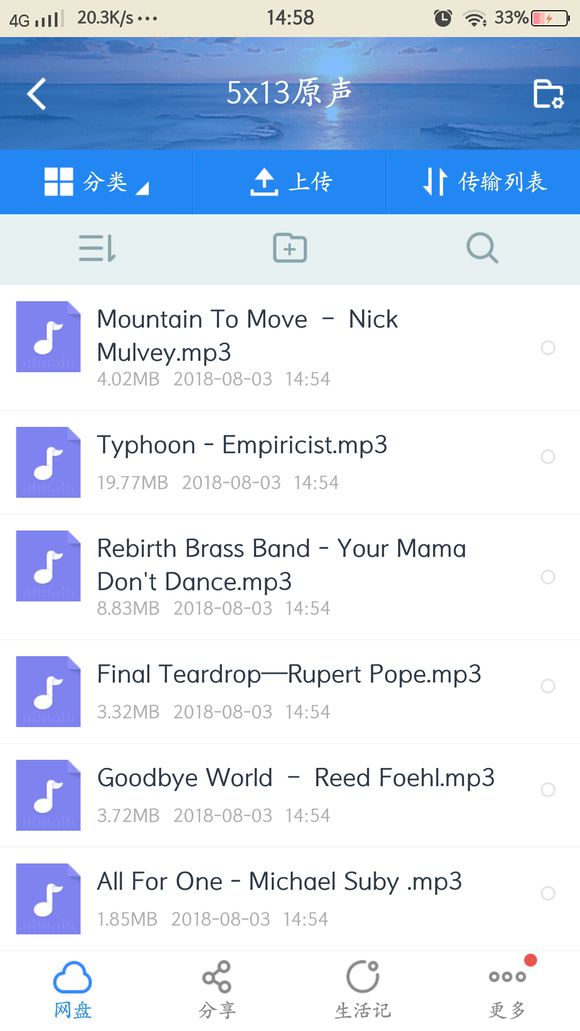 4G 20.3K/s ··· 14:58 33%
5x13原声
分类 上传 传输列表
Mountain To Move － Nick
Mulvey.mp3
4.02MB 2018-08-03 14:54
Typhoon - Empiricist.mp3
19.77MB 2018-08-03 14:54
Rebirth Brass Band - Your Mama
Don't Dance.mp3
8.83MB 2018-08-03 14:54
Final Teardrop—Rupert Pope.mp3
3.32MB 2018-08-03 14:54
Goodbye World － Reed Foehl.mp3
3.72MB 2018-08-03 14:54
All For One - Michael Suby .mp3
1.85MB 2018-08-03 14:54
网盘 分享 生活记 更多